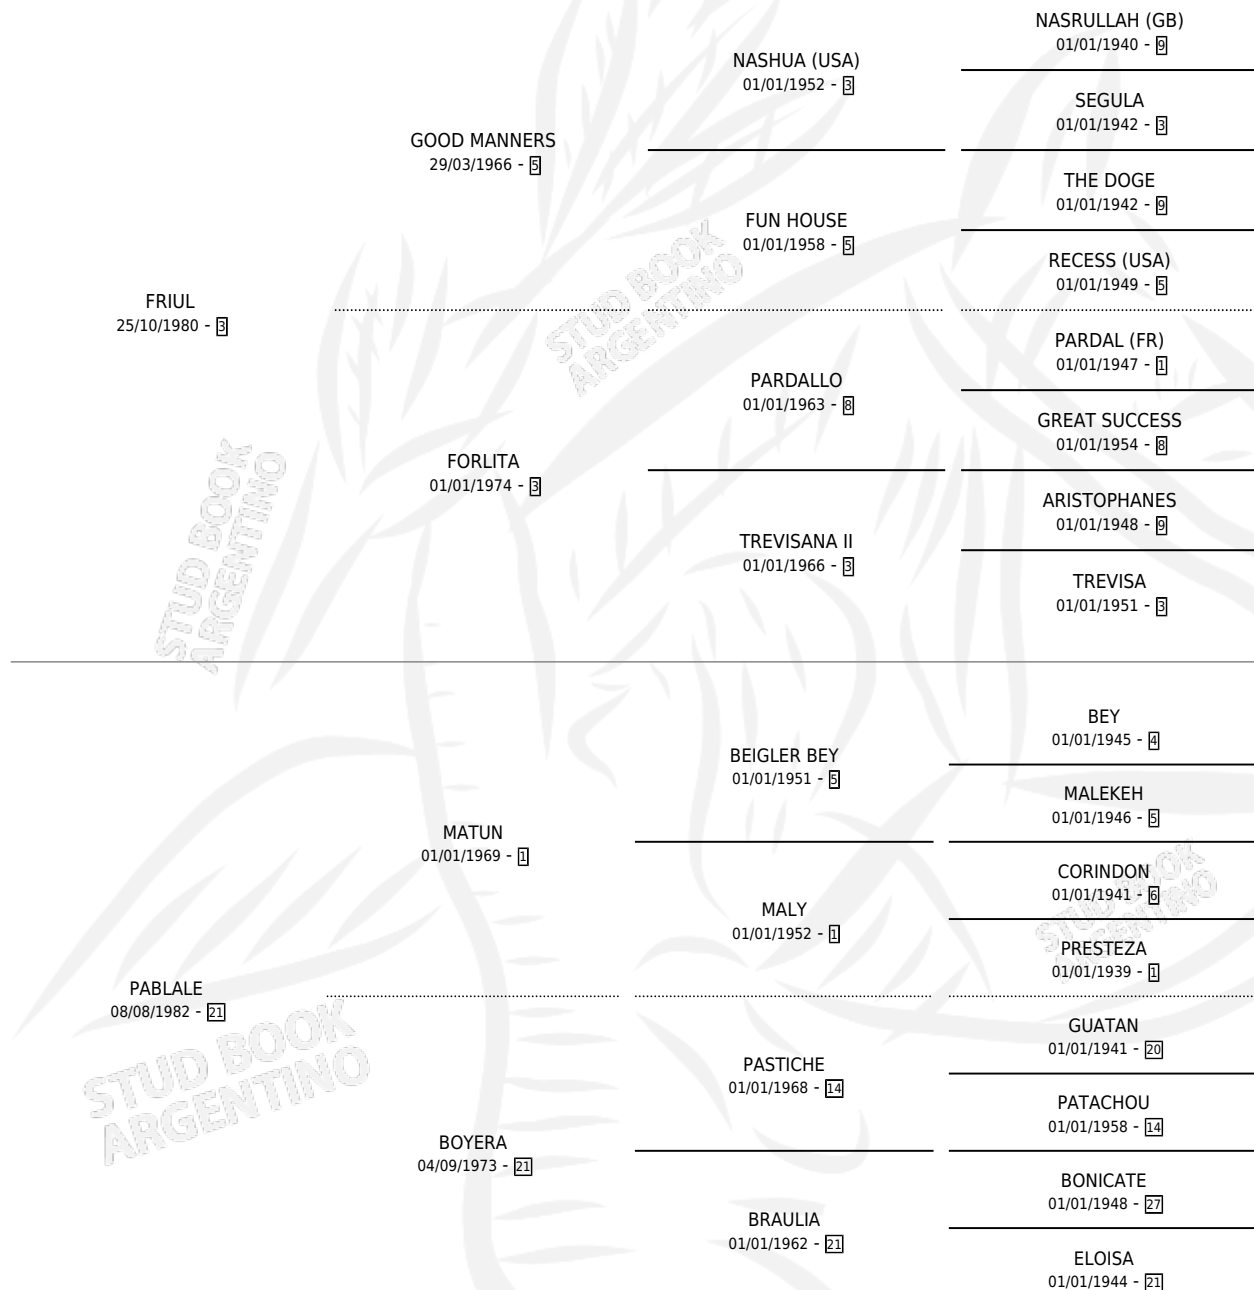 NASRULLAH (GB)
01/01/1940 - 9
NASHUA (USA)
01/01/1952 - 3
SEGULA
01/01/1942 - 3
GOOD MANNERS
29/03/1966 - 5
THE DOGE
01/01/1942 - 9
FUN HOUSE
01/01/1958 - 5
RECESS (USA)
01/01/1949 - 5
FRIUL
25/10/1980 - 3
PARDAL (FR)
01/01/1947 - 1
PARDALLO
01/01/1963 - 8
GREAT SUCCESS
01/01/1954 - 8
FORLITA
01/01/1974 - 3
ARISTOPHANES
01/01/1948 - 9
TREVISANA II
01/01/1966 - 3
TREVISA
01/01/1951 - 3
BEY
01/01/1945 - 4
BEIGLER BEY
01/01/1951 - 5
MALEKEH
01/01/1946 - 5
MATUN
01/01/1969 - 1
CORINDON
01/01/1941 - 6
MALY
01/01/1952 - 1
PRESTEZA
01/01/1939 - 1
PABLALE
08/08/1982 - 21
GUATAN
01/01/1941 - 20
PASTICHE
01/01/1968 - 14
PATACHOU
01/01/1958 - 14
BOYERA
04/09/1973 - 21
BONICATE
01/01/1948 - 27
BRAULIA
01/01/1962 - 21
ELOISA
01/01/1944 - 21
STUD BOOK
ARGENTINO
STUD BOOK
ARGENTINO
STUD BOOK
ARGENTINO
STUD BOOK
ARGENTINO